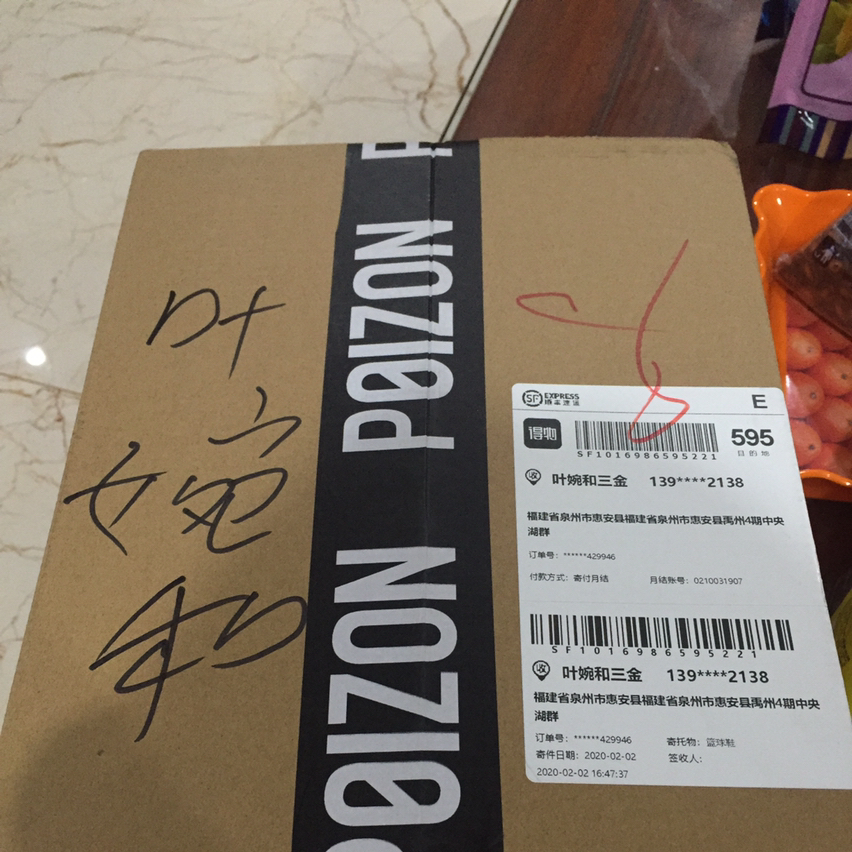 叶
婉
和
POIZON
POIZON
SF EXPRESS
顺丰速运
E
得物
595
目的地
SF1016986595221
收 叶婉和三金 139****2138
福建省泉州市惠安县福建省泉州市惠安县禹州4期中央
湖群
订单号：******429946
付款方式：寄付月结 月结账号：0210031907
SF1016986595221
收 叶婉和三金 139****2138
福建省泉州市惠安县福建省泉州市惠安县禹州4期中央
湖群
订单号：******429946 寄托物：篮球鞋
寄件日期：2020-02-02 签收人：
2020-02-02 16:47:37